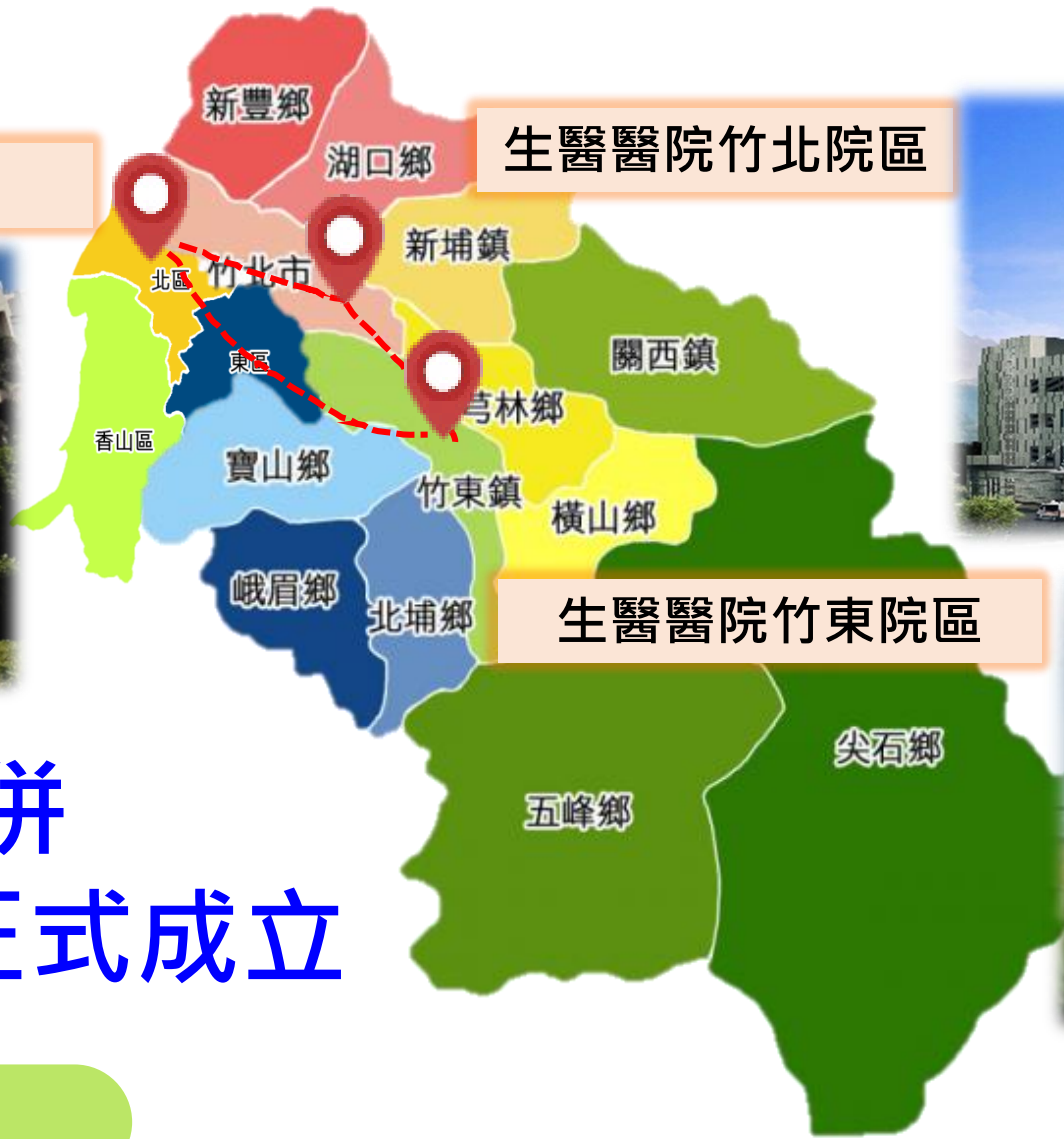 新豐鄉
湖口鄉
生醫醫院竹北院區
新埔鎮
竹北市
北區
關西鎮
東區
芎林鄉
香山區
寶山鄉
竹東鎮
橫山鄉
峨眉鄉
北埔鄉
生醫醫院竹東院區
尖石鄉
五峰鄉
併
正式成立